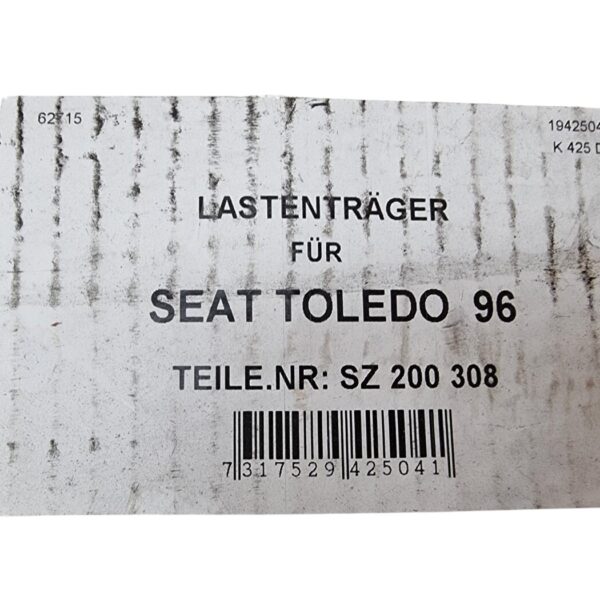 62715
1942504
K 425 D
LASTENTRÄGER
FÜR
SEAT TOLEDO 96
TEILE.NR: SZ 200 308
7 317529 425041